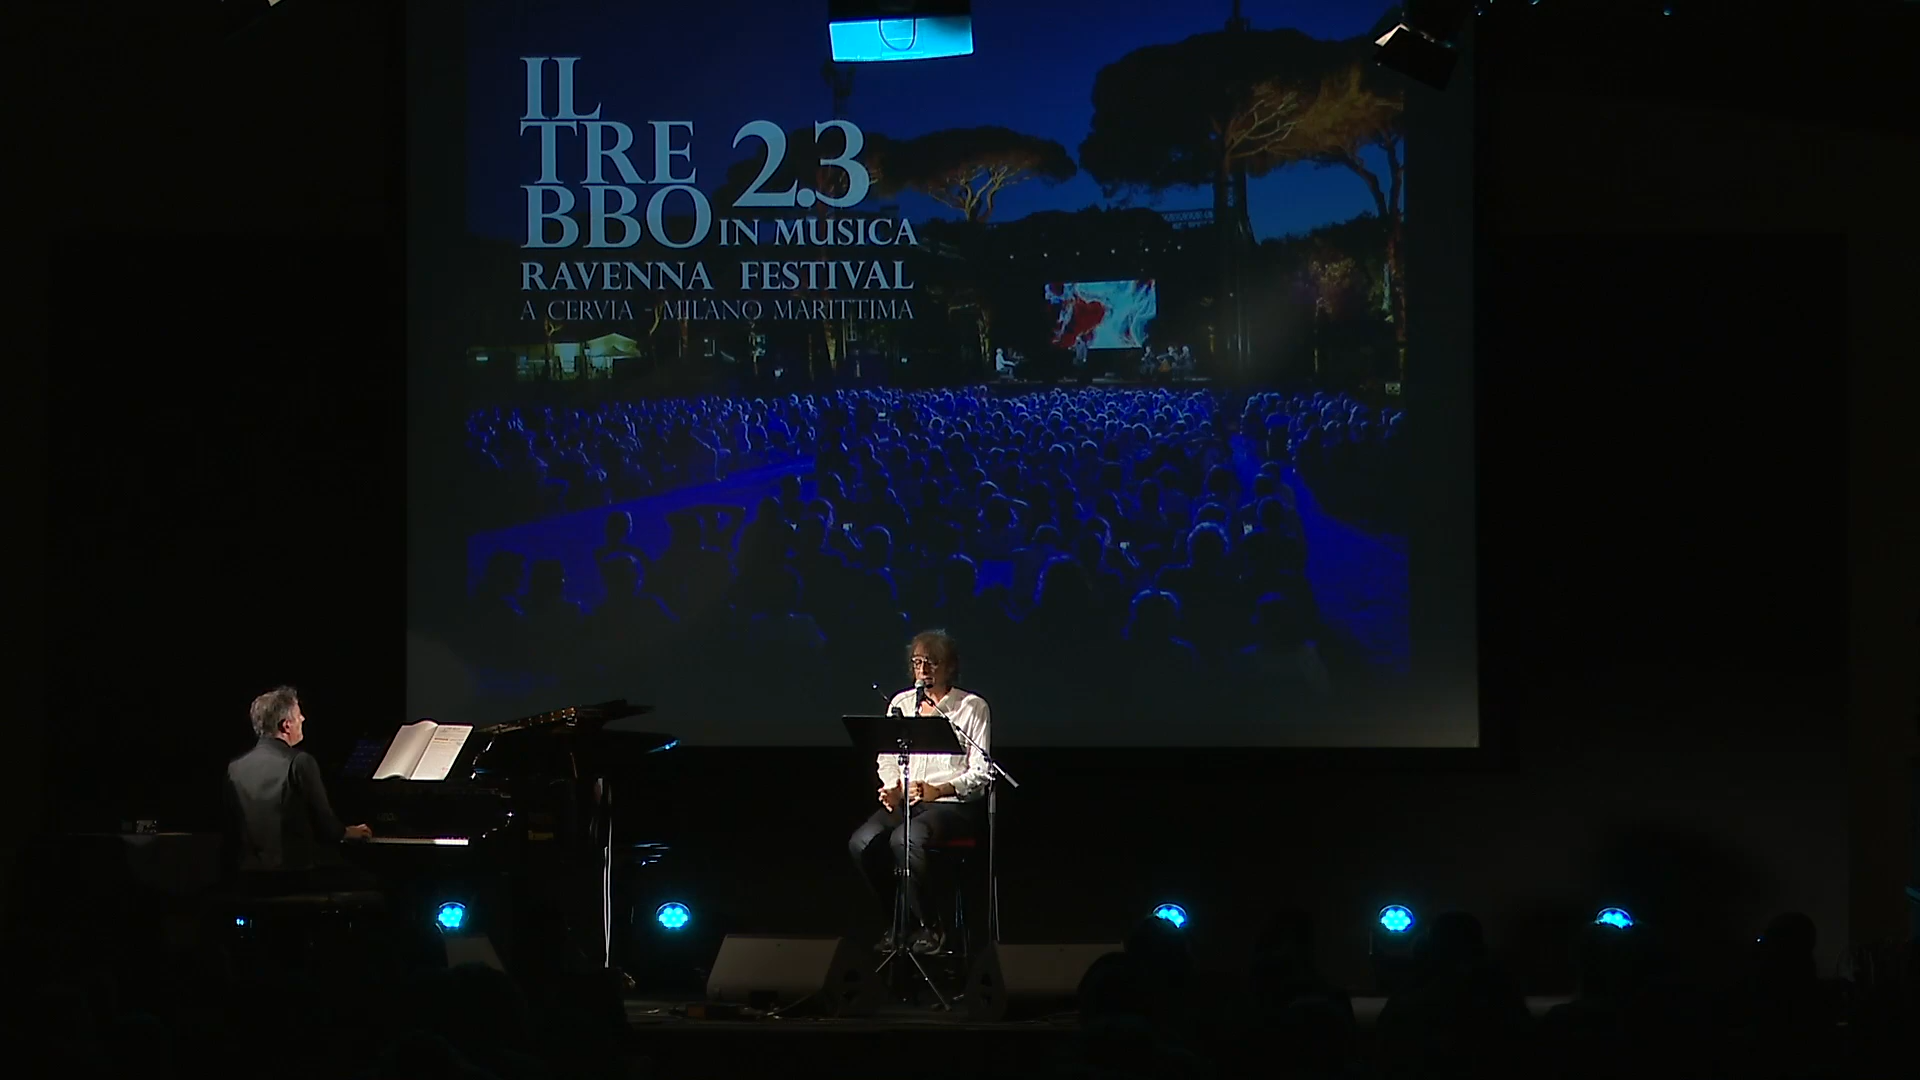 IL
TRE
BBO
2.3
IN MUSICA
RAVENNA FESTIVAL
A CERVIA - MILANO MARITTIMA